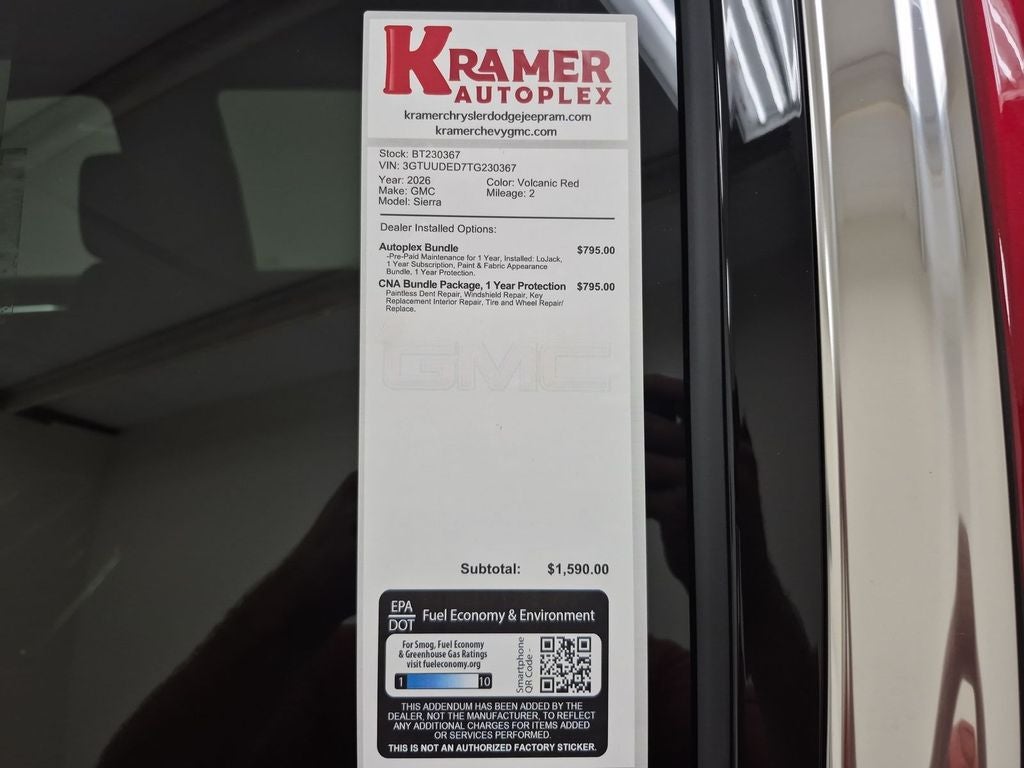 KRAMER
AUTOPLEX
kramerchryslerdodgejeepram.com
kramerchevygmc.com
Stock: BT230367
VIN: 3GTUUDED7TG230367
Year: 2026
Color: Volcanic Red
Make: GMC
Mileage: 2
Model: Sierra
Dealer Installed Options:
Autoplex Bundle $795.00
-Pre-Paid Maintenance for 1 Year, Installed: LoJack,
1 Year Subscription, Paint & Fabric Appearance
Bundle, 1 Year Protection.
CNA Bundle Package, 1 Year Protection $795.00
Paintless Dent Repair, Windshield Repair, Key
Replacement Interior Repair, Tire and Wheel Repair/
Replace.
GMC
Subtotal: $1,590.00
EPA
DOT
Fuel Economy & Environment
For Smog, Fuel Economy
& Greenhouse Gas Ratings
visit fueleconomy.org
1 10
Smartphone
QR Code -
THIS ADDENDUM HAS BEEN ADDED BY THE
DEALER, NOT THE MANUFACTURER, TO REFLECT
ANY ADDITIONAL CHARGES FOR ITEMS ADDED
OR SERVICES PERFORMED.
THIS IS NOT AN AUTHORIZED FACTORY STICKER.